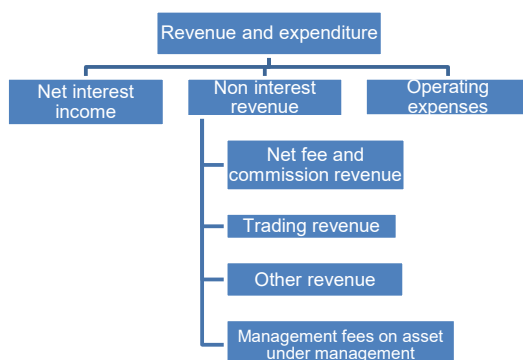 Revenue and expenditure
Net interest
income
Non interest
revenue
Operating
expenses
Net fee and
commission revenue
Trading revenue
Other revenue
Management fees on asset
under management